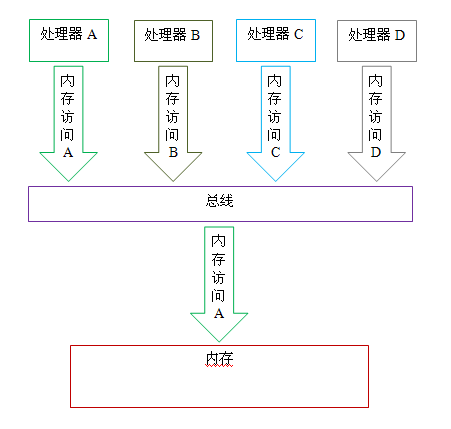 处理器 A
处理器 B
处理器 C
处理器 D
内存访问 A
内存访问 B
内存访问 C
内存访问 D
总线
内存访问 A
内存